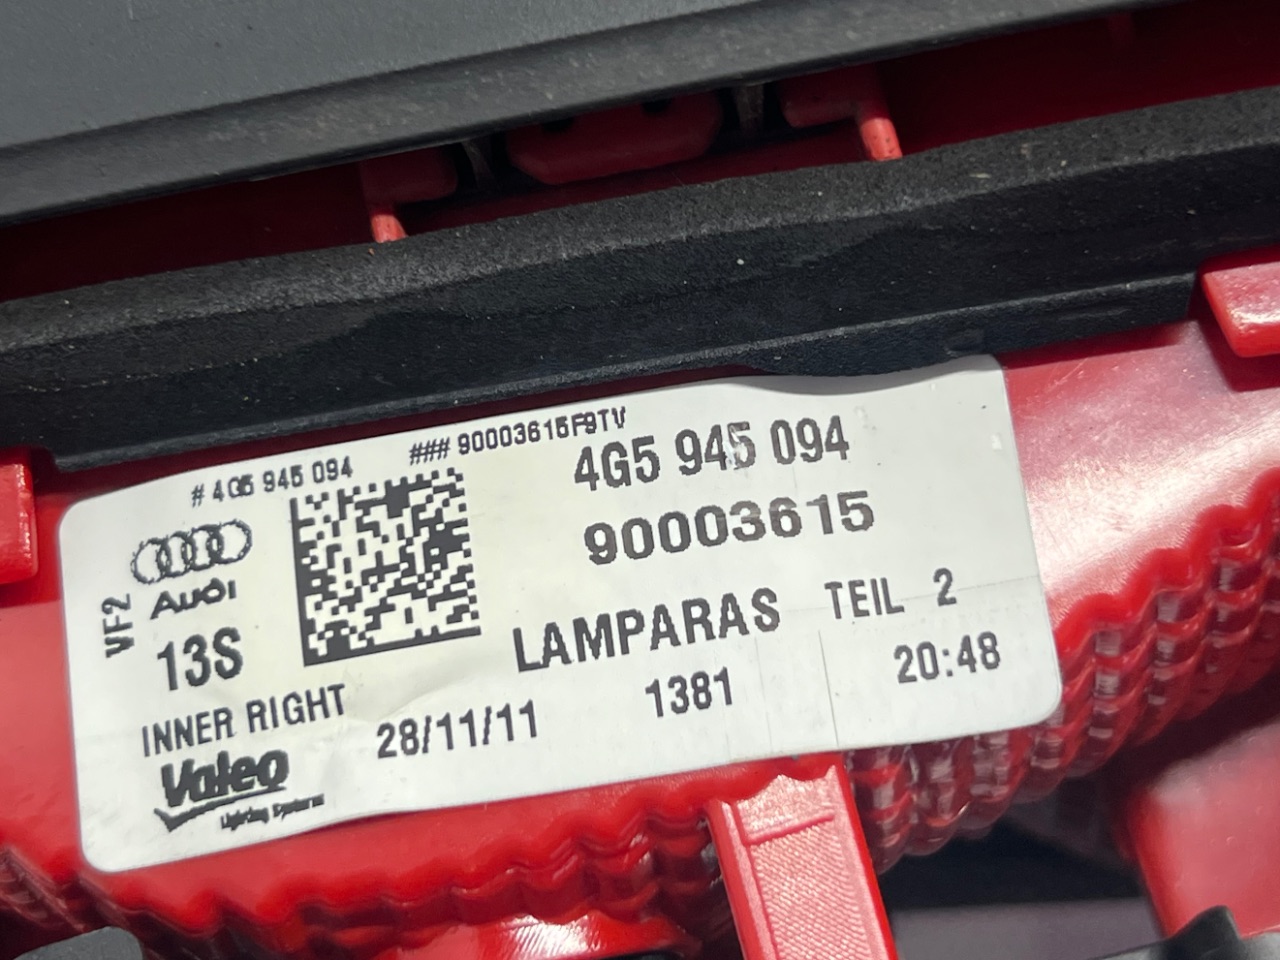 # 4G5 945 094 ### 90003615F9TV
4G5 945 094
90003615
Audi
VF2
13S
LAMPARAS TEIL 2
INNER RIGHT
28/11/11 1381 20:48
Valeo
Lighting Systems